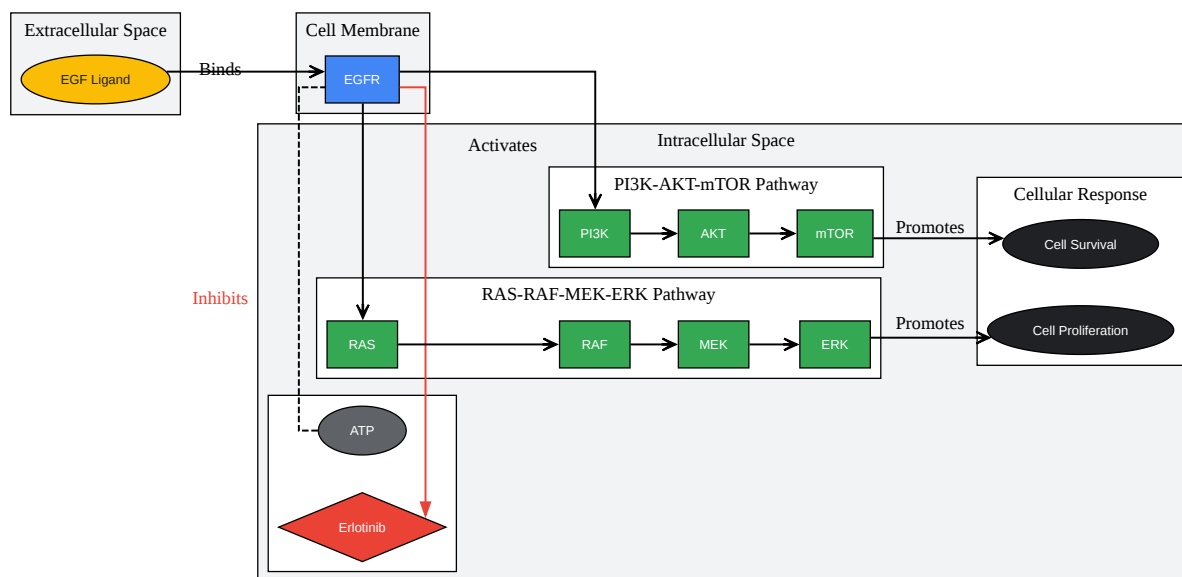 Extracellular Space
Cell Membrane
EGF Ligand
Binds
EGFR
Activates
Intracellular Space
PI3K-AKT-mTOR Pathway
PI3K
AKT
mTOR
Promotes
Cellular Response
Cell Survival
Inhibits
RAS-RAF-MEK-ERK Pathway
RAS
RAF
MEK
ERK
Promotes
Cell Proliferation
ATP
Erlotinib